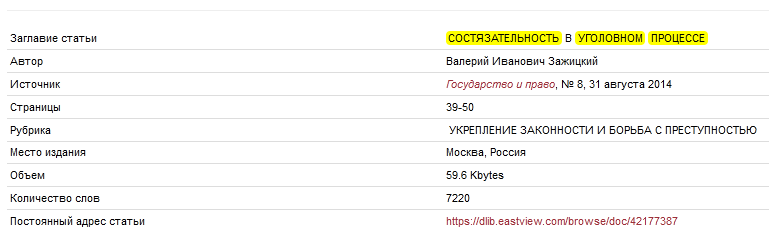 Заглавие статьи СОСТЯЗАТЕЛЬНОСТЬ В УГОЛОВНОМ ПРОЦЕССЕ
Автор Валерий Иванович Зажицкий
Источник Государство и право, № 8, 31 августа 2014
Страницы 39-50
Рубрика УКРЕПЛЕНИЕ ЗАКОННОСТИ И БОРЬБА С ПРЕСТУПНОСТЬЮ
Место издания Москва, Россия
Объем 59.6 Kbytes
Количество слов 7220
Постоянный адрес статьи https://dlib.eastview.com/browse/doc/42177387